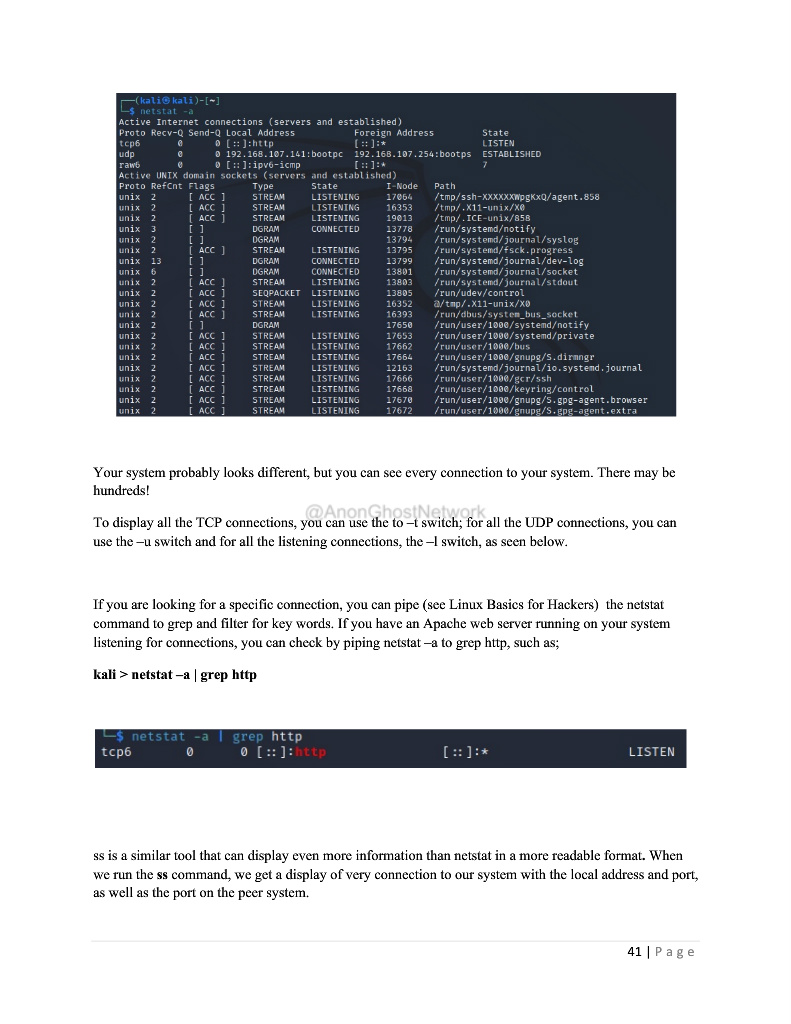 (kali㉿kali)-[~]
$ netstat -a
Active Internet connections (servers and established)
Proto Recv-Q Send-Q Local Address Foreign Address State
tcp6 0 0 [::]:http [::]:* LISTEN
udp 0 0 192.168.107.141:bootpc 192.168.107.254:bootps ESTABLISHED
raw6 0 0 [::]:ipv6-icmp [::]:* 7
Active UNIX domain sockets (servers and established)
Proto RefCnt Flags Type State I-Node Path
unix 2 [ ACC ] STREAM LISTENING 17064 /tmp/ssh-XXXXXXWpgKxQ/agent.858
unix 2 [ ACC ] STREAM LISTENING 16353 /tmp/.X11-unix/X0
unix 2 [ ACC ] STREAM LISTENING 19013 /tmp/.ICE-unix/858
unix 3 [ ] DGRAM CONNECTED 13778 /run/systemd/notify
unix 2 [ ] DGRAM 13794 /run/systemd/journal/syslog
unix 2 [ ACC ] STREAM LISTENING 13795 /run/systemd/fsck.progress
unix 13 [ ] DGRAM CONNECTED 13799 /run/systemd/journal/dev-log
unix 6 [ ] DGRAM CONNECTED 13801 /run/systemd/journal/socket
unix 2 [ ACC ] STREAM LISTENING 13803 /run/systemd/journal/stdout
unix 2 [ ACC ] SEQPACKET LISTENING 13805 /run/udev/control
unix 2 [ ACC ] STREAM LISTENING 16352 @/tmp/.X11-unix/X0
unix 2 [ ACC ] STREAM LISTENING 16393 /run/dbus/system_bus_socket
unix 2 [ ] DGRAM 17650 /run/user/1000/systemd/notify
unix 2 [ ACC ] STREAM LISTENING 17653 /run/user/1000/systemd/private
unix 2 [ ACC ] STREAM LISTENING 17662 /run/user/1000/bus
unix 2 [ ACC ] STREAM LISTENING 17664 /run/user/1000/gnupg/S.dirmngr
unix 2 [ ACC ] STREAM LISTENING 12163 /run/systemd/journal/io.systemd.journal
unix 2 [ ACC ] STREAM LISTENING 17666 /run/user/1000/gcr/ssh
unix 2 [ ACC ] STREAM LISTENING 17668 /run/user/1000/keyring/control
unix 2 [ ACC ] STREAM LISTENING 17670 /run/user/1000/gnupg/S.gpg-agent.browser
unix 2 [ ACC ] STREAM LISTENING 17672 /run/user/1000/gnupg/S.gpg-agent.extra
Your system probably looks different, but you can see every connection to your system. There may be
hundreds!
@AnonGhostNetwork
To display all the TCP connections, you can use the to –t switch; for all the UDP connections, you can
use the –u switch and for all the listening connections, the –l switch, as seen below.
If you are looking for a specific connection, you can pipe (see Linux Basics for Hackers) the netstat
command to grep and filter for key words. If you have an Apache web server running on your system
listening for connections, you can check by piping netstat –a to grep http, such as;
kali > netstat –a | grep http
$ netstat -a | grep http
tcp6 0 0 [::]:http [::]:* LISTEN
ss is a similar tool that can display even more information than netstat in a more readable format. When
we run the ss command, we get a display of very connection to our system with the local address and port,
as well as the port on the peer system.
41 | Page